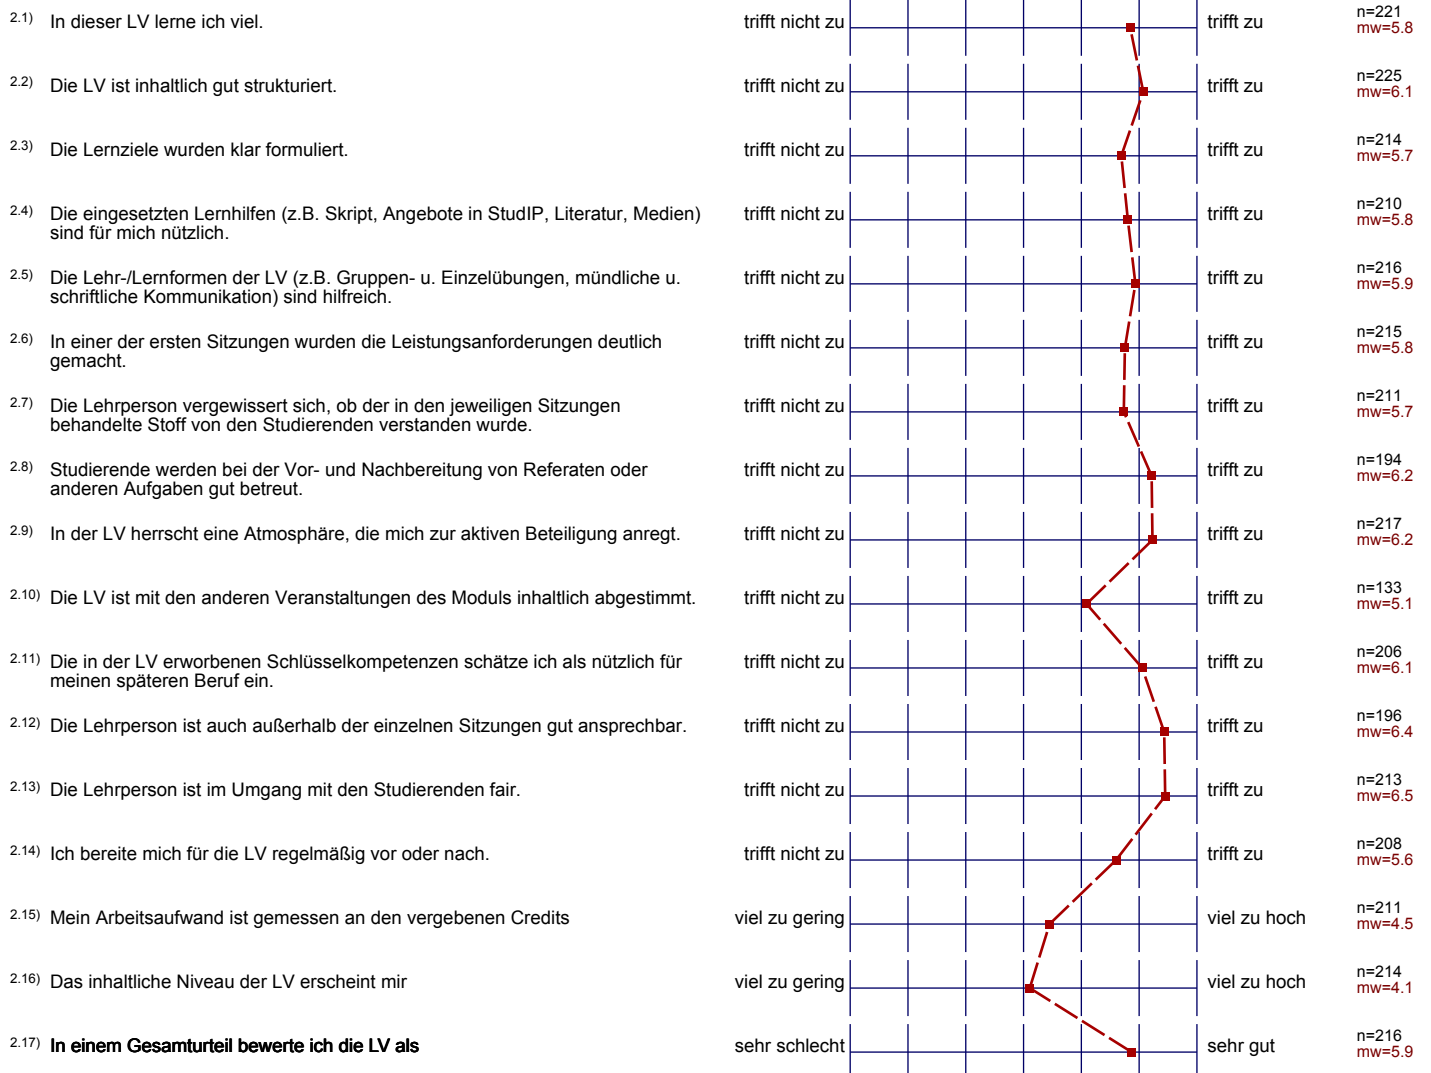 2.1) In dieser LV lerne ich viel. trifft nicht zu trifft zu n=221
mw=5.8
2.2) Die LV ist inhaltlich gut strukturiert. trifft nicht zu trifft zu n=225
mw=6.1
2.3) Die Lernziele wurden klar formuliert. trifft nicht zu trifft zu n=214
mw=5.7
2.4) Die eingesetzten Lernhilfen (z.B. Skript, Angebote in StudIP, Literatur, Medien) trifft nicht zu trifft zu n=210
sind für mich nützlich. mw=5.8
2.5) Die Lehr-/Lernformen der LV (z.B. Gruppen- u. Einzelübungen, mündliche u. trifft nicht zu trifft zu n=216
schriftliche Kommunikation) sind hilfreich. mw=5.9
2.6) In einer der ersten Sitzungen wurden die Leistungsanforderungen deutlich trifft nicht zu trifft zu n=215
gemacht. mw=5.8
2.7) Die Lehrperson vergewissert sich, ob der in den jeweiligen Sitzungen trifft nicht zu trifft zu n=211
behandelte Stoff von den Studierenden verstanden wurde. mw=5.7
2.8) Studierende werden bei der Vor- und Nachbereitung von Referaten oder trifft nicht zu trifft zu n=194
anderen Aufgaben gut betreut. mw=6.2
2.9) In der LV herrscht eine Atmosphäre, die mich zur aktiven Beteiligung anregt. trifft nicht zu trifft zu n=217
mw=6.2
2.10) Die LV ist mit den anderen Veranstaltungen des Moduls inhaltlich abgestimmt. trifft nicht zu trifft zu n=133
mw=5.1
2.11) Die in der LV erworbenen Schlüsselkompetenzen schätze ich als nützlich für trifft nicht zu trifft zu n=206
meinen späteren Beruf ein. mw=6.1
2.12) Die Lehrperson ist auch außerhalb der einzelnen Sitzungen gut ansprechbar. trifft nicht zu trifft zu n=196
mw=6.4
2.13) Die Lehrperson ist im Umgang mit den Studierenden fair. trifft nicht zu trifft zu n=213
mw=6.5
2.14) Ich bereite mich für die LV regelmäßig vor oder nach. trifft nicht zu trifft zu n=208
mw=5.6
2.15) Mein Arbeitsaufwand ist gemessen an den vergebenen Credits viel zu gering viel zu hoch n=211
mw=4.5
2.16) Das inhaltliche Niveau der LV erscheint mir viel zu gering viel zu hoch n=214
mw=4.1
2.17) In einem Gesamturteil bewerte ich die LV als sehr schlecht sehr gut n=216
mw=5.9